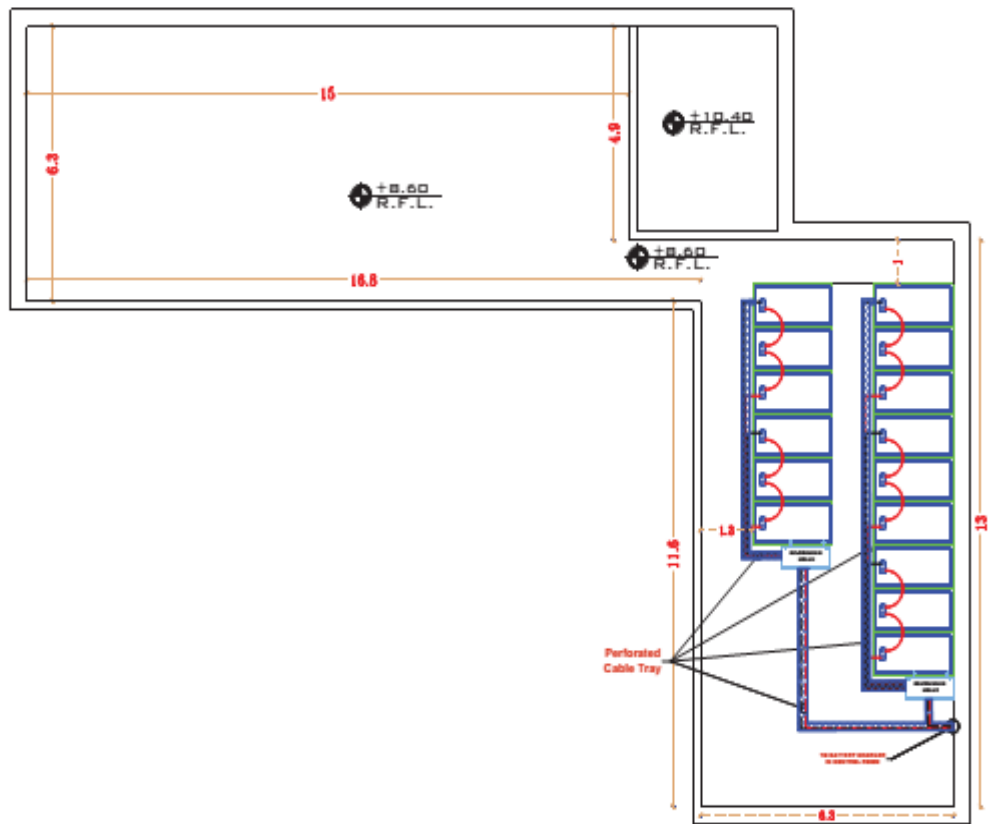 15
+10.40
R.F.L.
4.9
6.3
+8.60
R.F.L.
+8.60
R.F.L.
1
16.8
1.3
13
11.6
Perforated
Cable Tray
6.3